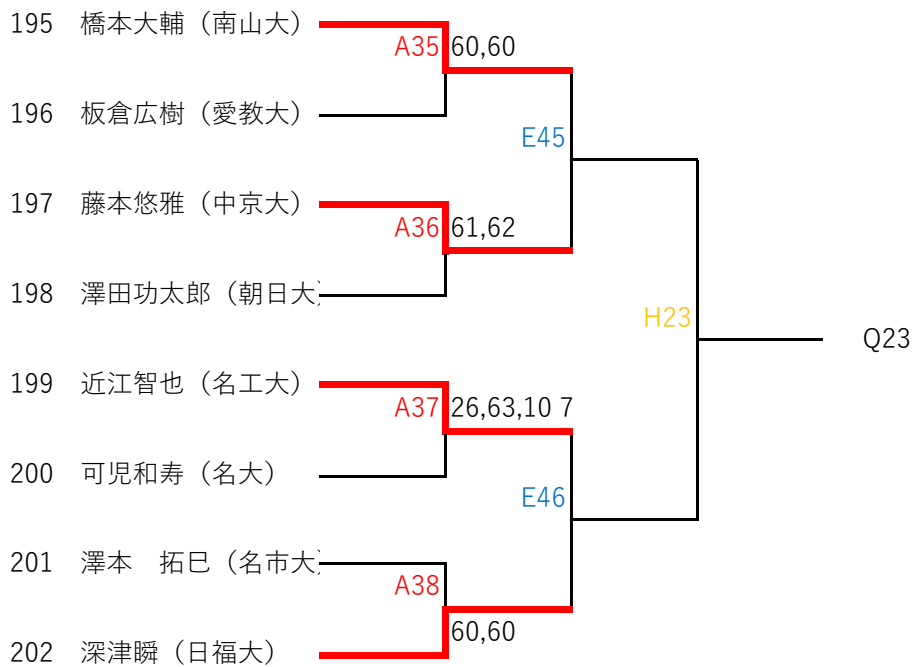 195 橋本大輔（南山大）
A35 60,60
196 板倉広樹（愛教大）
E45
197 藤本悠雅（中京大）
A36 61,62
198 澤田功太郎（朝日大）
H23
Q23
199 近江智也（名工大）
A37 26,63,10 7
200 可児和寿（名大）
E46
201 澤本　拓巳（名市大）
A38
60,60
202 深津瞬（日福大）